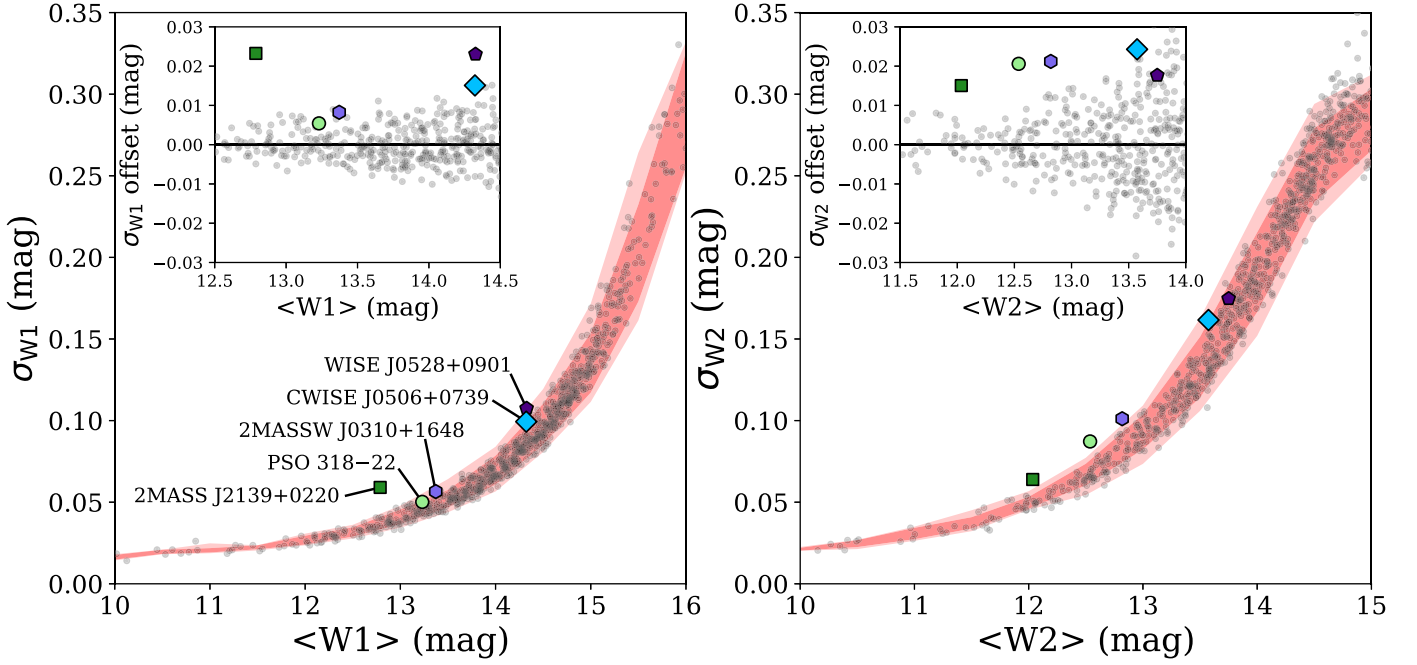 0.35
0.30
0.25
0.20
0.15
0.10
0.05
0.00
σW1 (mag)
10 11 12 13 14 15 16
<W1> (mag)
0.03
0.02
0.01
0.00
−0.01
−0.02
−0.03
σW1 offset (mag)
12.5 13.0 13.5 14.0 14.5
<W1> (mag)
WISE J0528+0901
CWISE J0506+0739
2MASSW J0310+1648
PSO 318−22
2MASS J2139+0220
0.35
0.30
0.25
0.20
0.15
0.10
0.05
0.00
σW2 (mag)
10 11 12 13 14 15
<W2> (mag)
0.03
0.02
0.01
0.00
−0.01
−0.02
−0.03
σW2 offset (mag)
11.5 12.0 12.5 13.0 13.5 14.0
<W2> (mag)